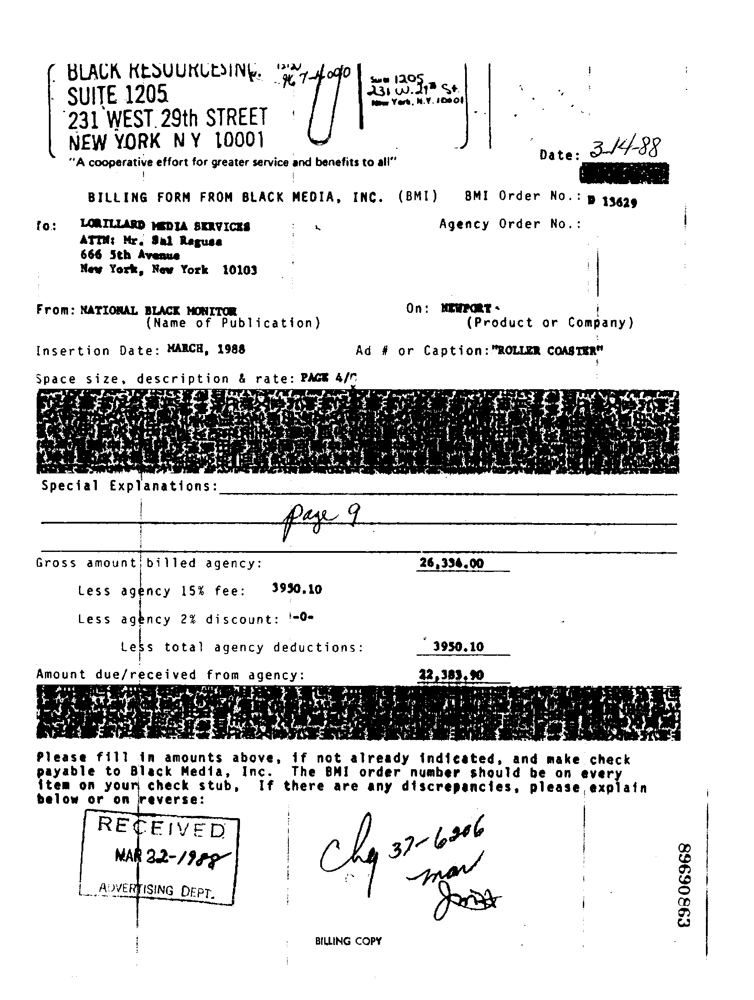 BLACK RESOURCES INC.
SUITE 1205
231 WEST 29th STREET
NEW YORK N Y 10001
967-4000
Suite 1205
231 W. 29th St.
New York, N.Y. 10001
"A cooperative effort for greater service and benefits to all"
Date: 3-14-88
BILLING FORM FROM BLACK MEDIA, INC. (BMI) BMI Order No.: D 13629
To: LORILLARD MEDIA SERVICES Agency Order No.:
ATTN: Mr. Sal Ragusa
666 5th Avenue
New York, New York 10103
From: NATIONAL BLACK MONITOR On: NEWPORT
(Name of Publication) (Product or Company)
Insertion Date: MARCH, 1988 Ad # or Caption: "ROLLER COASTER"
Space size, description & rate: PAGE 4/C
Special Explanations:
page 9
Gross amount billed agency: 26,334.00
Less agency 15% fee: 3950.10
Less agency 2% discount: -0-
Less total agency deductions: 3950.10
Amount due/received from agency: 22,383.90
Please fill in amounts above, if not already indicated, and make check
payable to Black Media, Inc. The BMI order number should be on every
item on your check stub, If there are any discrepancies, please explain
below or on reverse:
RECEIVED
MAR 22-1988
ADVERTISING DEPT.
Chg 37-6206
mar
89690863
BILLING COPY